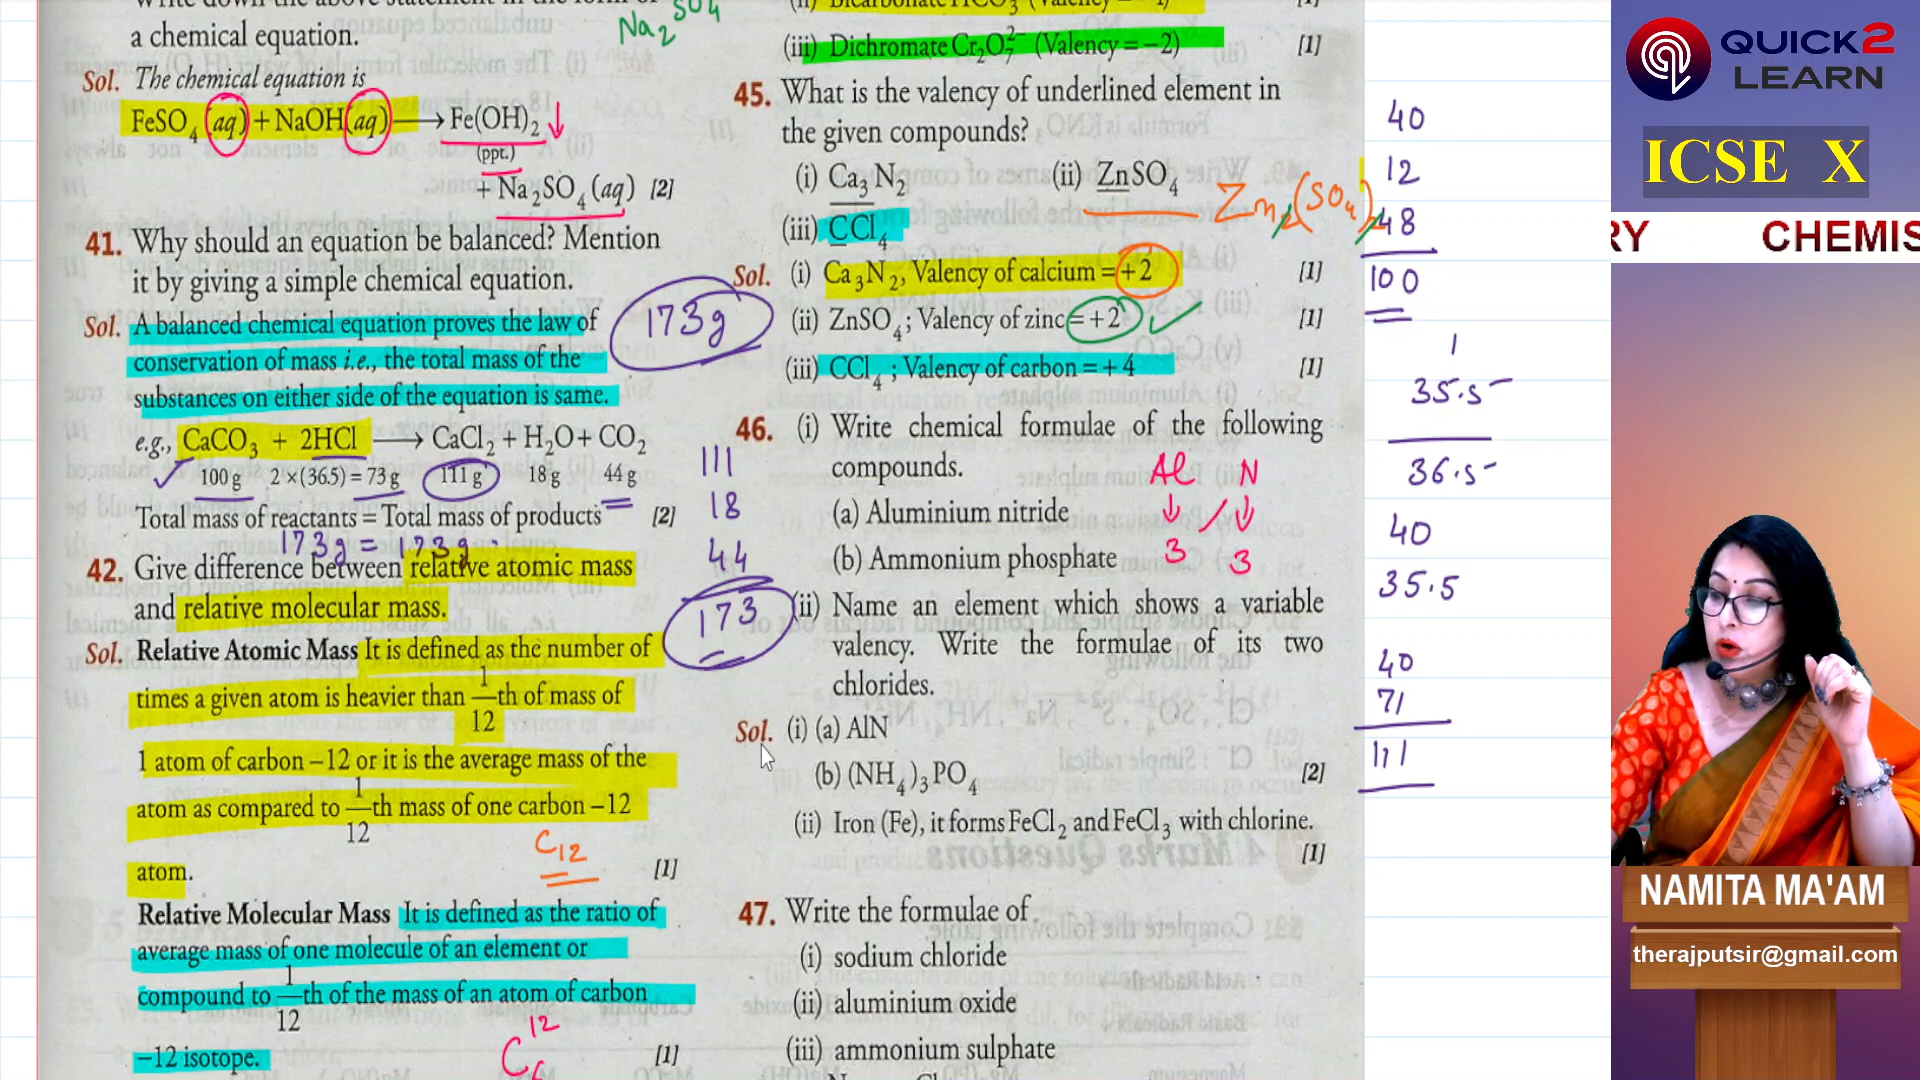 a chemical equation.
Na2SO4
Sol. The chemical equation is
FeSO4 (aq) + NaOH(aq) ⟶ Fe(OH)2 ↓
(ppt.)
+ Na2SO4 (aq) [2]
41. Why should an equation be balanced? Mention
it by giving a simple chemical equation.
Sol. A balanced chemical equation proves the law of
conservation of mass i.e., the total mass of the
substances on either side of the equation is same.
173g
e.g., CaCO3 + 2HCl ⟶ CaCl2 + H2O + CO2
100 g 2 × (36.5) = 73 g 111 g 18 g 44 g
Total mass of reactants = Total mass of products [2]
173g = 173g
111
18
44
173
42. Give difference between relative atomic mass
and relative molecular mass.
Sol. Relative Atomic Mass It is defined as the number of
times a given atom is heavier than 1/12 th of mass of
1 atom of carbon –12 or it is the average mass of the
atom as compared to 1/12 th mass of one carbon –12
atom. [1]
C12
Relative Molecular Mass It is defined as the ratio of
average mass of one molecule of an element or
compound to 1/12 th of the mass of an atom of carbon
–12 isotope. [1]
C 12
(iii) Dichromate Cr2O7 2– (Valency = –2) [1]
45. What is the valency of underlined element in
the given compounds?
(i) Ca3N2 (ii) ZnSO4
Zn2(SO4)2
(iii) CCl4
Sol. (i) Ca3N2, Valency of calcium = +2 [1]
(ii) ZnSO4 ; Valency of zinc = +2 [1]
(iii) CCl4 ; Valency of carbon = +4 [1]
46. (i) Write chemical formulae of the following
compounds.
(a) Aluminium nitride
(b) Ammonium phosphate
Al N
3 3
(ii) Name an element which shows a variable
valency. Write the formulae of its two
chlorides.
Sol. (i) (a) AlN
(b) (NH4)3PO4 [2]
(ii) Iron (Fe), it forms FeCl2 and FeCl3 with chlorine.
[1]
47. Write the formulae of
(i) sodium chloride
(ii) aluminium oxide
(iii) ammonium sulphate
40
12
48
100
1
35.5
36.5
40
35.5
40
71
111
QUICK2
LEARN
ICSE X
RY CHEMIS
NAMITA MA'AM
therajputsir@gmail.com